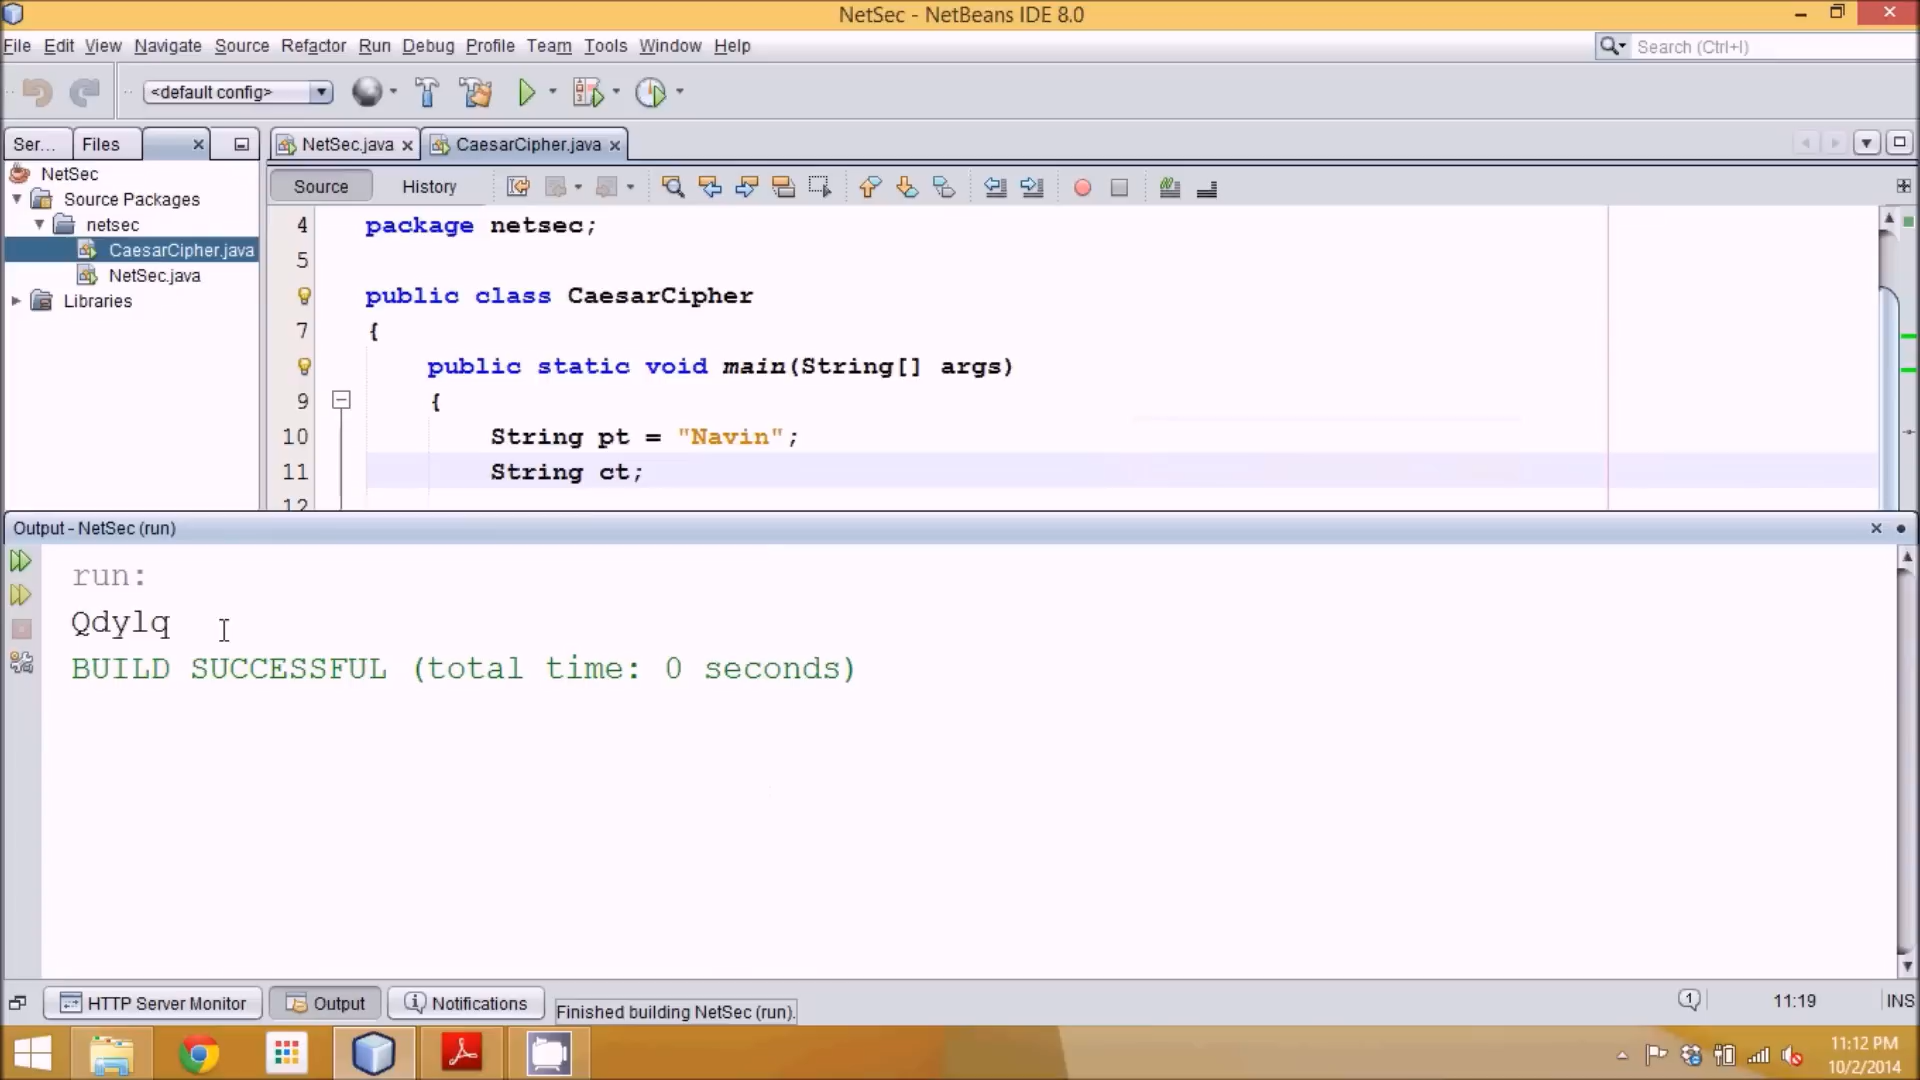 NetSec - NetBeans IDE 8.0
File Edit View Navigate Source Refactor Run Debug Profile Team Tools Window Help
Search (Ctrl+I)
<default config>
Ser... Files
NetSec.java CaesarCipher.java
NetSec
Source Packages
netsec
CaesarCipher.java
NetSec.java
Libraries
Source History
4 package netsec;
5
public class CaesarCipher
7 {
public static void main(String[] args)
9 {
10 String pt = "Navin";
11 String ct;
12
Output - NetSec (run)
run:
Qdylq
BUILD SUCCESSFUL (total time: 0 seconds)
HTTP Server Monitor Output Notifications Finished building NetSec (run). 1 11:19 INS
11:12 PM
10/2/2014